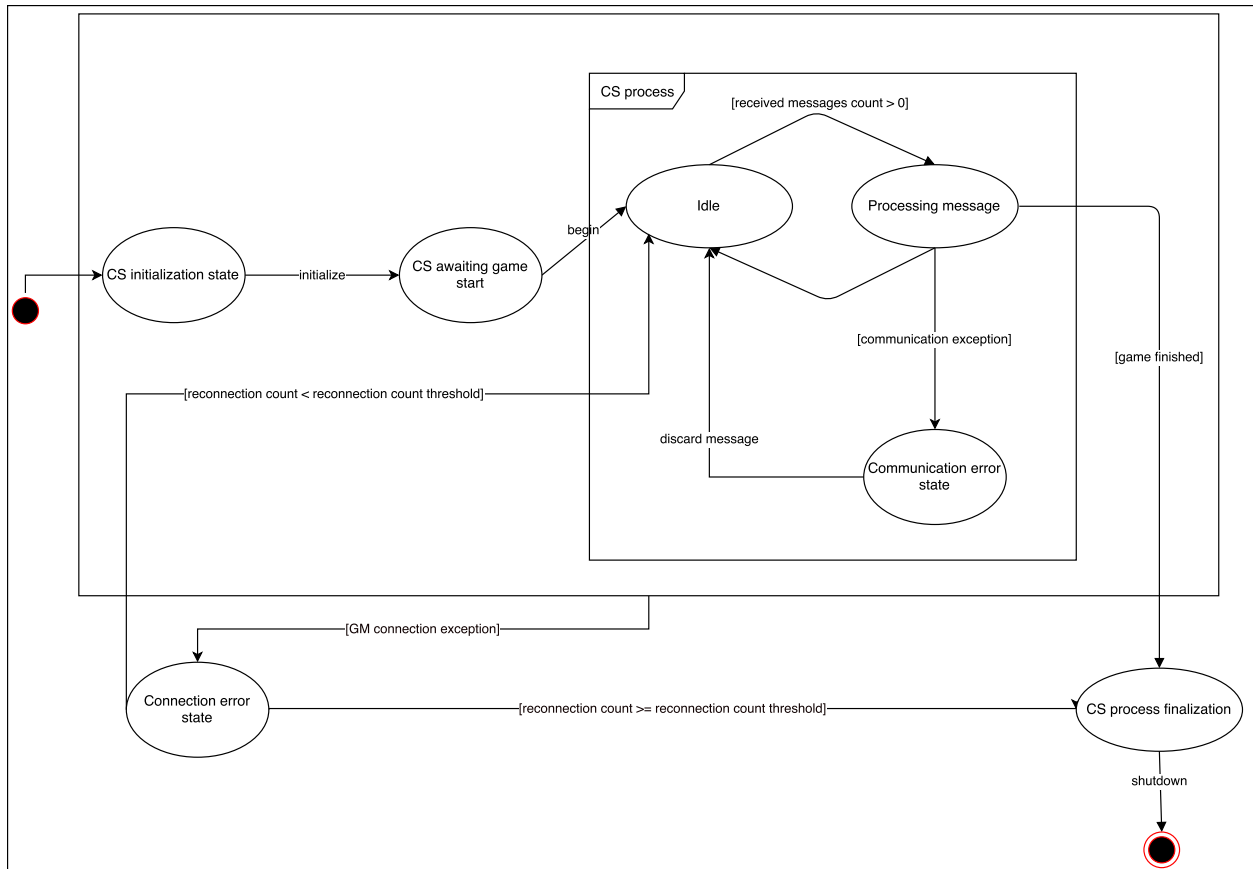 CS process
[received messages count > 0]
Idle
Processing message
begin
CS initialization state
initialize
CS awaiting game
start
[communication exception]
[game finished]
[reconnection count < reconnection count threshold]
discard message
Communication error
state
[GM connection exception]
Connection error
state
[reconnection count >= reconnection count threshold]
CS process finalization
shutdown